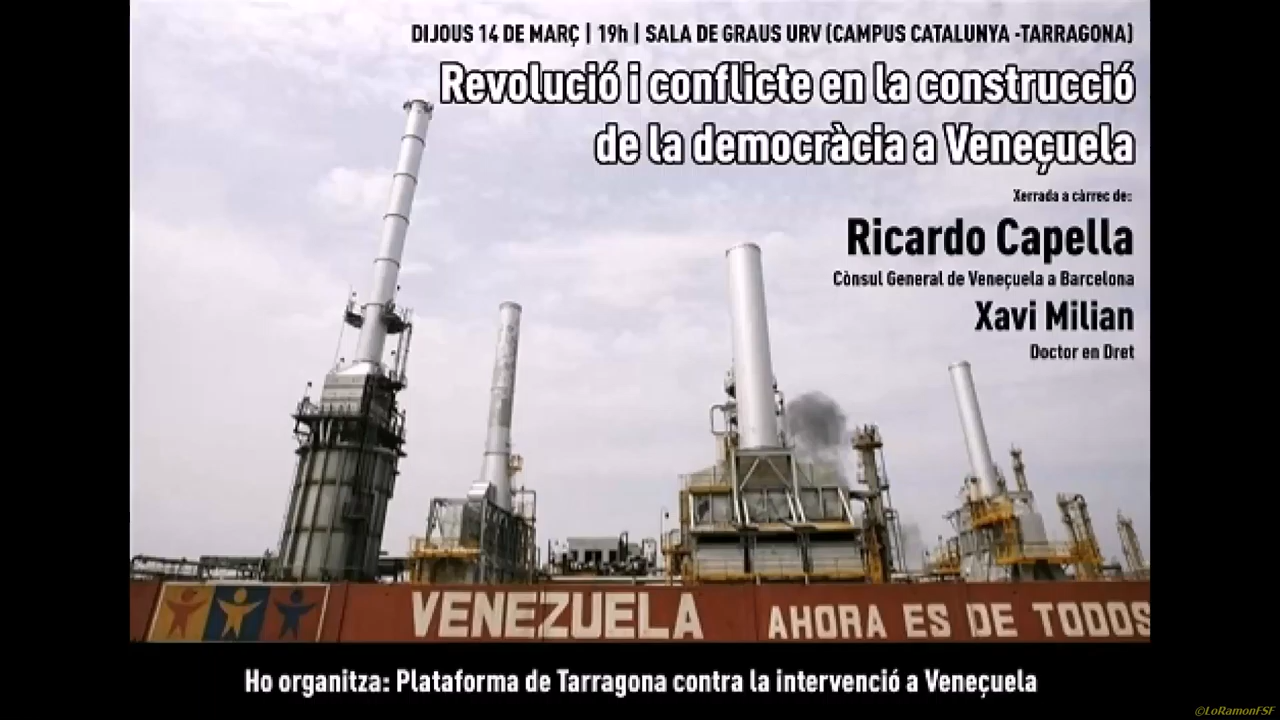 DIJOUS 14 DE MARÇ | 19h | SALA DE GRAUS URV (CAMPUS CATALUNYA -TARRAGONA)
Revolució i conflicte en la construcció
de la democràcia a Veneçuela
Xerrada a càrrec de:
Ricardo Capella
Cònsul General de Veneçuela a Barcelona
Xavi Milian
Doctor en Dret
VENEZUELA AHORA ES DE TODOS
Ho organitza: Plataforma de Tarragona contra la intervenció a Veneçuela
©LoRamonFSF